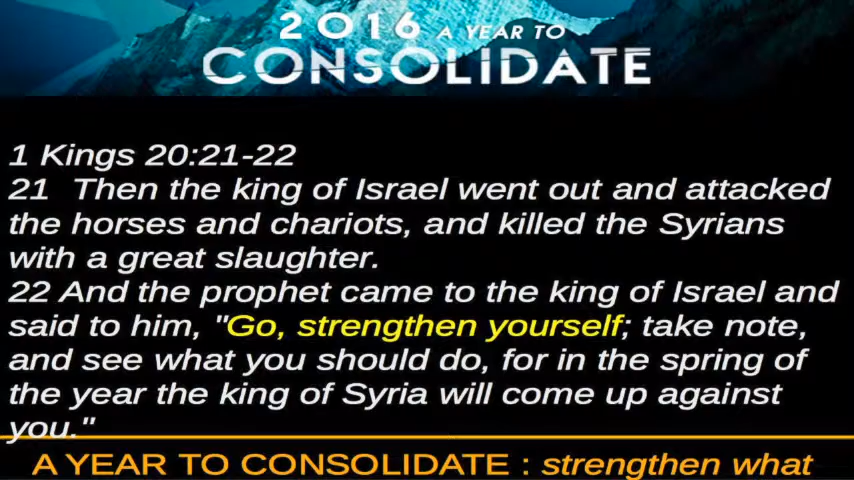 2016 A YEAR TO
CONSOLIDATE
1 Kings 20:21-22
21 Then the king of Israel went out and attacked
the horses and chariots, and killed the Syrians
with a great slaughter.
22 And the prophet came to the king of Israel and
said to him, "Go, strengthen yourself; take note,
and see what you should do, for in the spring of
the year the king of Syria will come up against
you."
A YEAR TO CONSOLIDATE : strengthen what